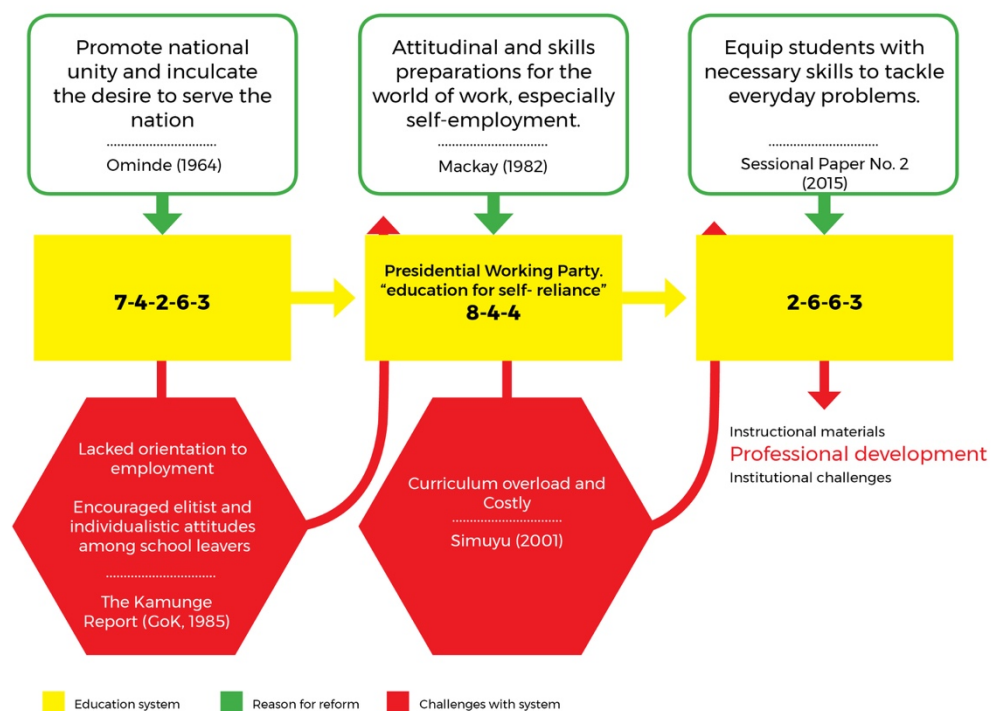 Promote national
unity and inculcate
the desire to serve the
nation
Ominde (1964)
Attitudinal and skills
preparations for the
world of work, especially
self-employment.
Mackay (1982)
Equip students with
necessary skills to tackle
everyday problems.
Sessional Paper No. 2
(2015)
7-4-2-6-3
Presidential Working Party.
“education for self- reliance”
8-4-4
2-6-6-3
Lacked orientation to
employment
Encouraged elitist and
individualistic attitudes
among school leavers
The Kamunge
Report (GoK, 1985)
Curriculum overload and
Costly
Simuyu (2001)
Instructional materials
Professional development
Institutional challenges
Education system
Reason for reform
Challenges with system